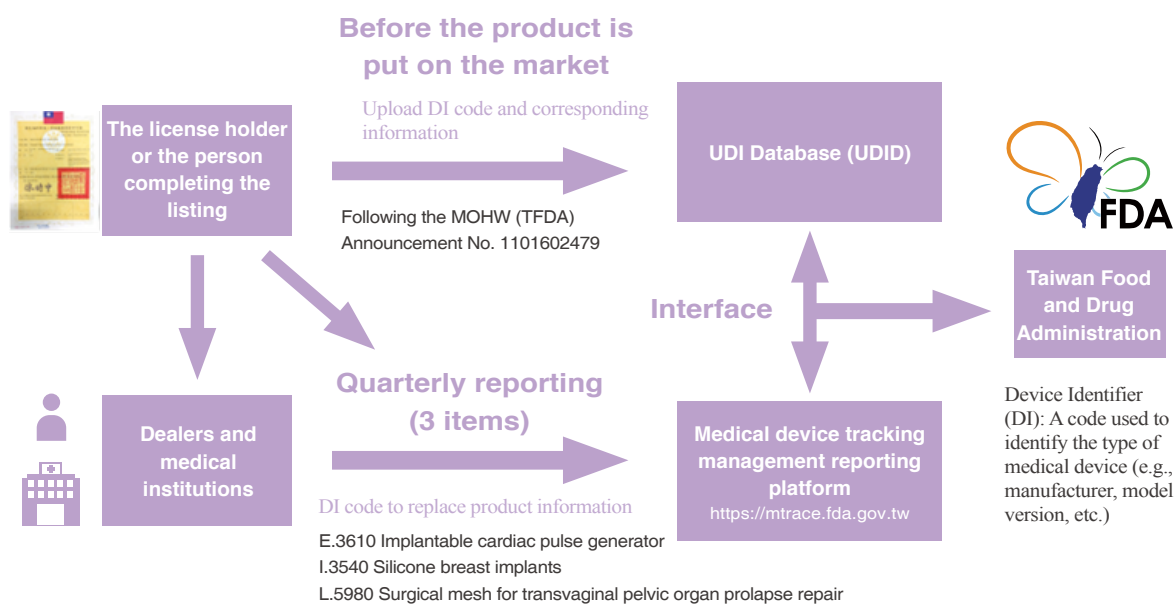 Before the product is
put on the market
Upload DI code and corresponding
information
The license holder
or the person
completing the
listing
UDI Database (UDID)
FDA
Following the MOHW (TFDA)
Announcement No. 1101602479
Interface
Taiwan Food
and Drug
Administration
Quarterly reporting
(3 items)
Dealers and
medical
institutions
Medical device tracking
management reporting
platform
https://mtrace.fda.gov.tw
Device Identifier
(DI): A code used to
identify the type of
medical device (e.g.,
manufacturer, model
version, etc.)
DI code to replace product information
E.3610 Implantable cardiac pulse generator
I.3540 Silicone breast implants
L.5980 Surgical mesh for transvaginal pelvic organ prolapse repair